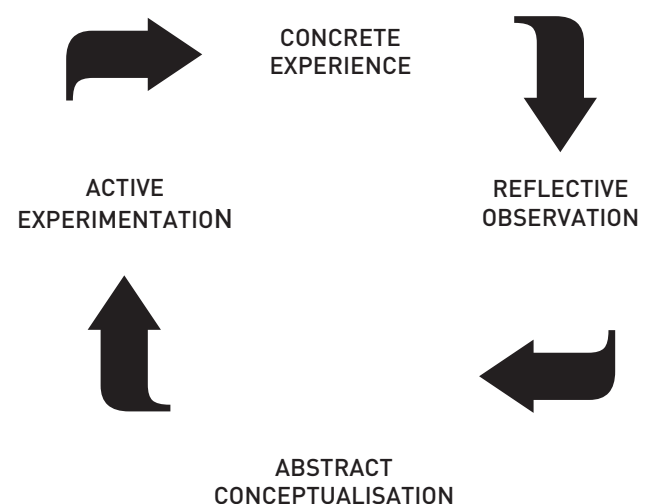 CONCRETE
EXPERIENCE
ACTIVE
EXPERIMENTATION
REFLECTIVE
OBSERVATION
ABSTRACT
CONCEPTUALISATION